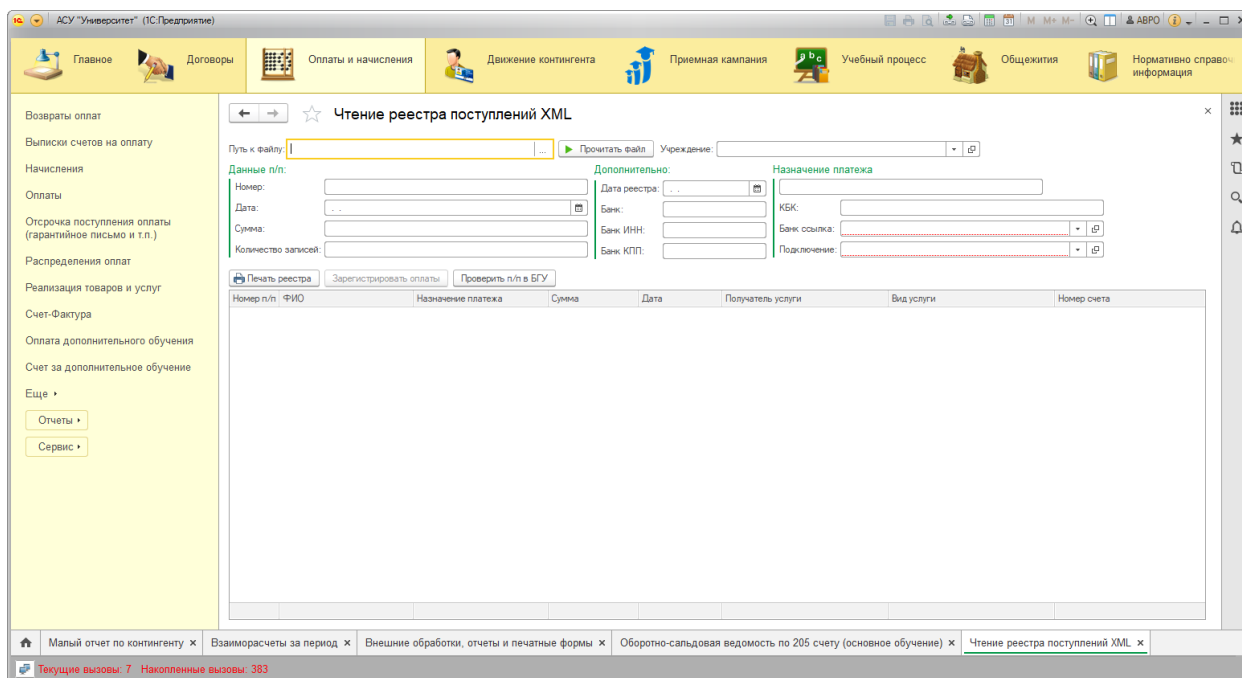 АСУ "Университет" (1С:Предприятие)
M M+ M- АВРО
Главное Договоры Оплаты и начисления Движение контингента Приемная кампания Учебный процесс Общежития Нормативно справоч
информация
Возвраты оплат
Выписки счетов на оплату
Начисления
Оплаты
Отсрочка поступления оплаты
(гарантийное письмо и т.п.)
Распределения оплат
Реализация товаров и услуг
Счет-Фактура
Оплата дополнительного обучения
Счет за дополнительное обучение
Еще
Отчеты
Сервис
Чтение реестра поступлений XML
Путь к файлу: ... Прочитать файл Учреждение:
Данные п/п: Дополнительно: Назначение платежа
Номер: Дата реестра: . .
Дата: . . Банк: КБК:
Сумма: Банк ИНН: Банк ссылка:
Количество записей: Банк КПП: Подключение:
Печать реестра Зарегистрировать оплаты Проверить п/п в БГУ
Номер п/п ФИО Назначение платежа Сумма Дата Получатель услуги Вид услуги Номер счета
Малый отчет по контингенту × Взаиморасчеты за период × Внешние обработки, отчеты и печатные формы × Оборотно-сальдовая ведомость по 205 счету (основное обучение) × Чтение реестра поступлений XML ×
Текущие вызовы: 7 Накопленные вызовы: 383